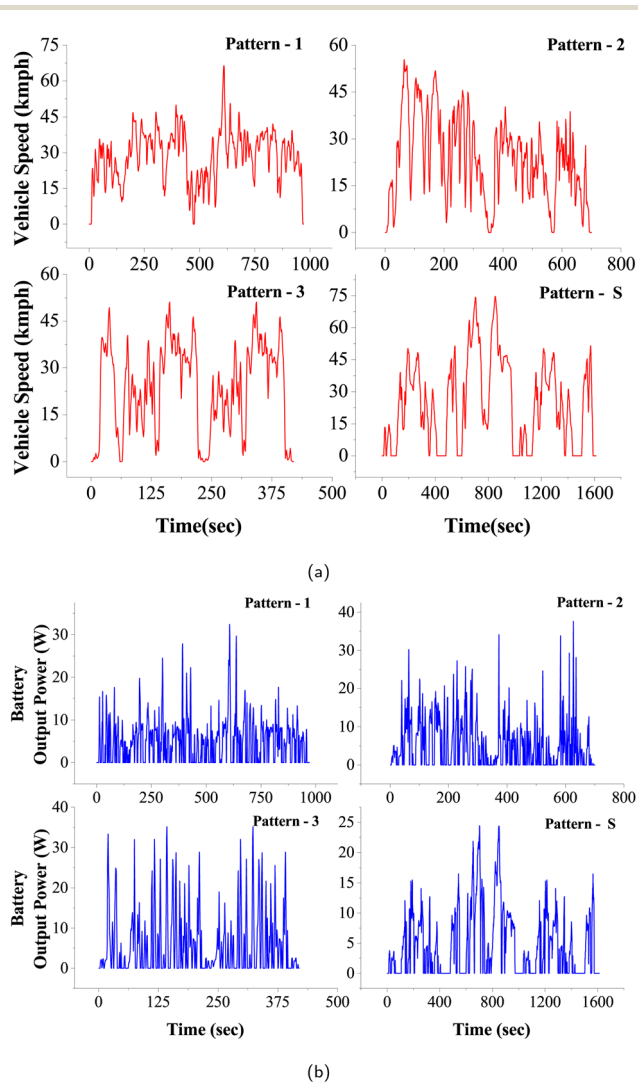 Pattern - 1
Vehicle Speed (kmph)
75
60
45
30
15
0
0 250 500 750 1000
Pattern - 2
60
45
30
15
0
0 200 400 600 800
Pattern - 3
Vehicle Speed (kmph)
60
45
30
15
0
0 125 250 375 500
Time(sec)
Pattern - S
75
60
45
30
15
0
0 400 800 1200 1600
Time(sec)
(a)
Pattern - 1
Battery
Output Power (W)
30
20
10
0
0 250 500 750 1000
Pattern - 2
40
30
20
10
0
0 200 400 600 800
Pattern - 3
Battery
Output Power (W)
40
30
20
10
0
0 125 250 375 500
Time (sec)
Pattern - S
25
20
15
10
5
0
0 400 800 1200 1600
Time (sec)
(b)